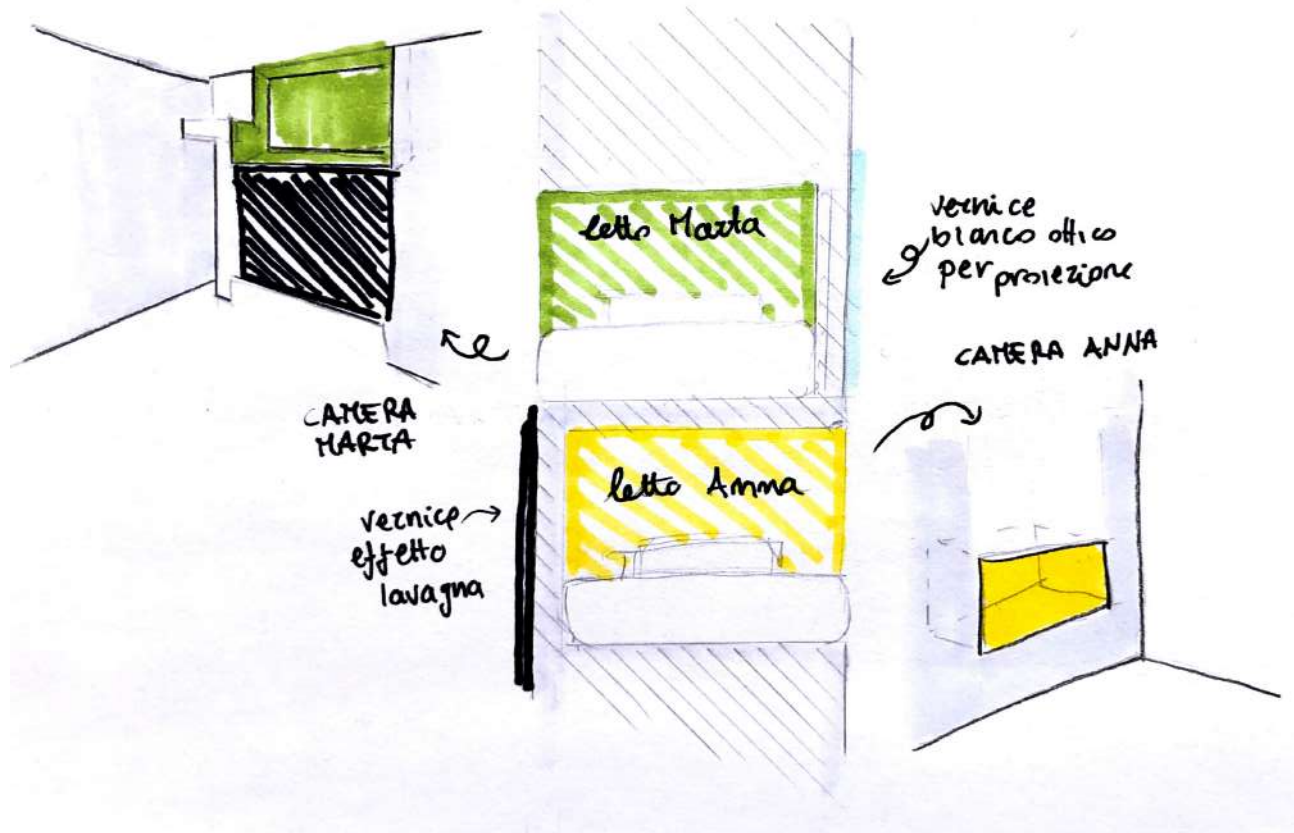 letto Marta
vernice
bianco ottico
per proiezione
CAMERA ANNA
CAMERA
MARTA
letto Anna
vernice
effetto
lavagna